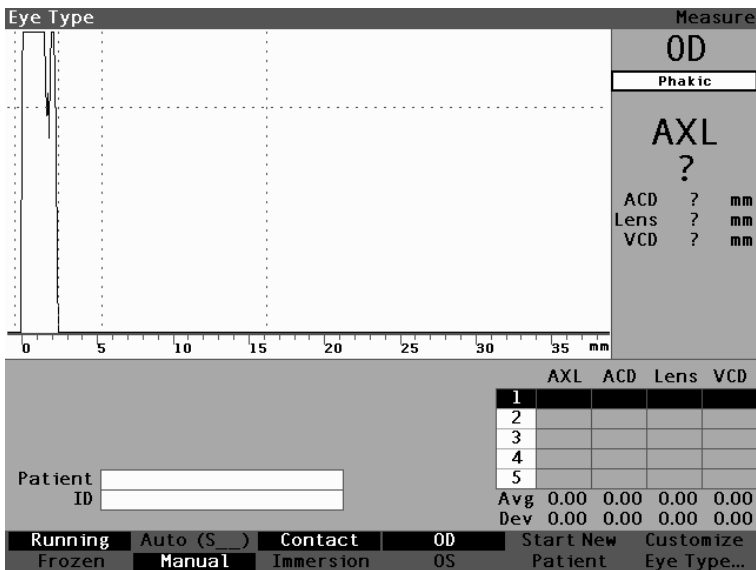 Eye Type Measure
OD
Phakic
AXL
?
ACD ? mm
Lens ? mm
VCD ? mm
0 5 10 15 20 25 30 35 mm
AXL ACD Lens VCD
1
2
3
4
5
Patient
ID
Avg 0.00 0.00 0.00 0.00
Dev 0.00 0.00 0.00 0.00
Running Auto (S__) Contact OD Start New Customize
Frozen Manual Immersion OS Patient Eye Type...